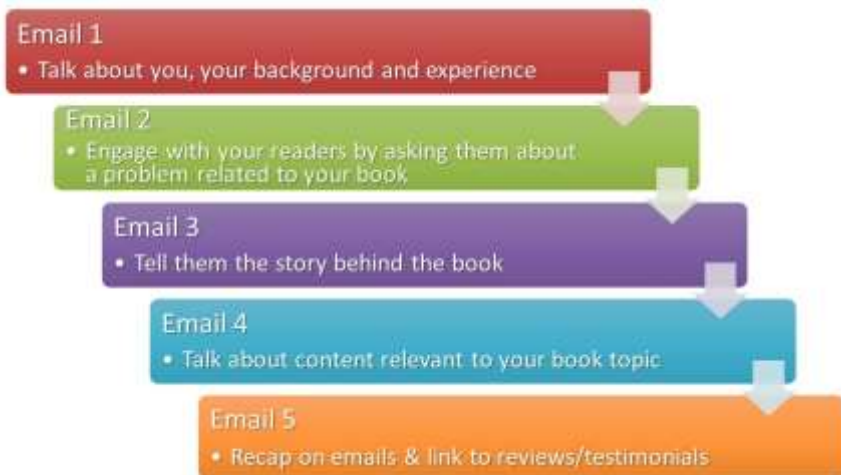 Email 1
• Talk about you, your background and experience
Email 2
• Engage with your readers by asking them about
a problem related to your book
Email 3
• Tell them the story behind the book
Email 4
• Talk about content relevant to your book topic
Email 5
• Recap on emails & link to reviews/testimonials